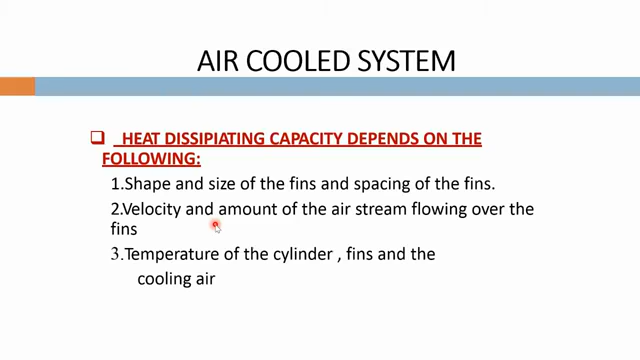 AIR COOLED SYSTEM
HEAT DISSIPIATING CAPACITY DEPENDS ON THE
FOLLOWING:
1.Shape and size of the fins and spacing of the fins.
2.Velocity and amount of the air stream flowing over the
fins
3.Temperature of the cylinder , fins and the
cooling air